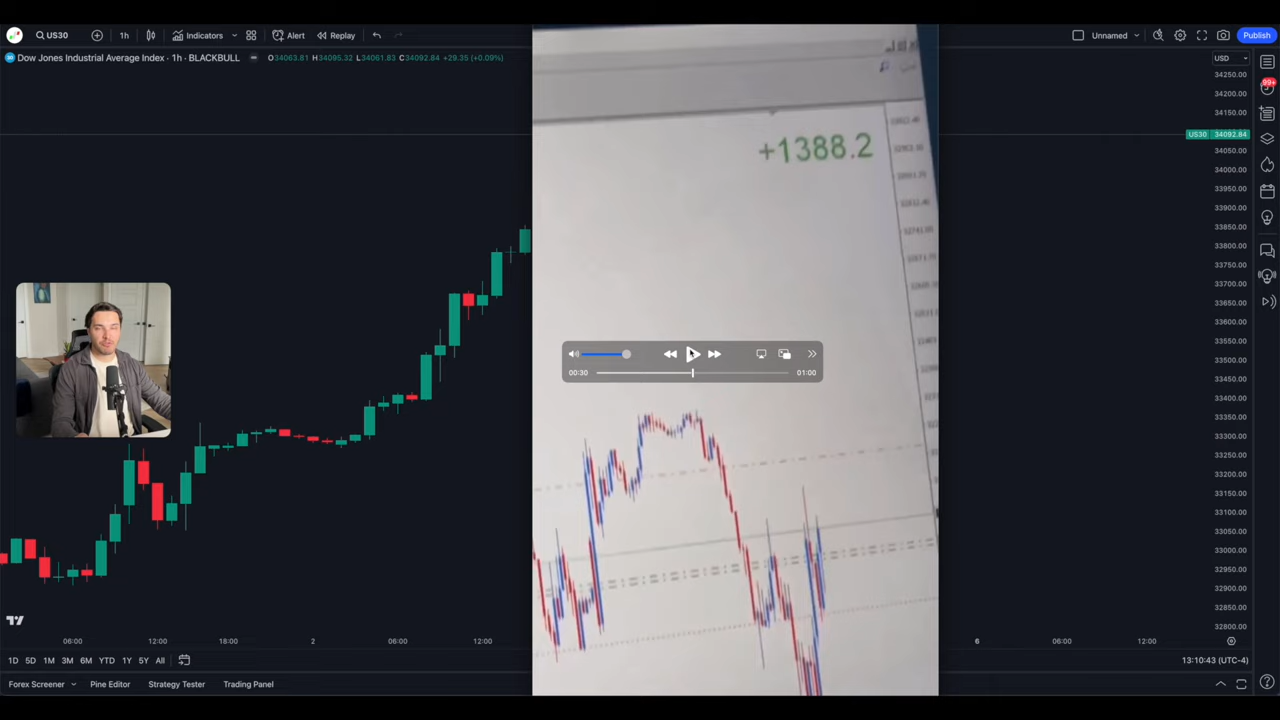 US30
1h
Indicators
Alert
Replay
Unnamed
Publish
Dow Jones Industrial Average Index · 1h · BLACKBULL
O34063.81 H34095.32 L34061.83 C34092.84 +29.35 (+0.09%)
USD
+1388.2
34250.00
34200.00
34150.00
US30 34092.84
34050.00
34000.00
33950.00
33900.00
33850.00
33800.00
33750.00
33700.00
33650.00
33600.00
33550.00
33500.00
33450.00
33400.00
33350.00
33300.00
33250.00
33200.00
33150.00
33100.00
33050.00
33000.00
32950.00
32900.00
32850.00
32800.00
99+
00:30
01:00
06:00
12:00
18:00
2
06:00
12:00
6
06:00
12:00
1D 5D 1M 3M 6M YTD 1Y 5Y All
13:10:43 (UTC-4)
Forex Screener
Pine Editor
Strategy Tester
Trading Panel